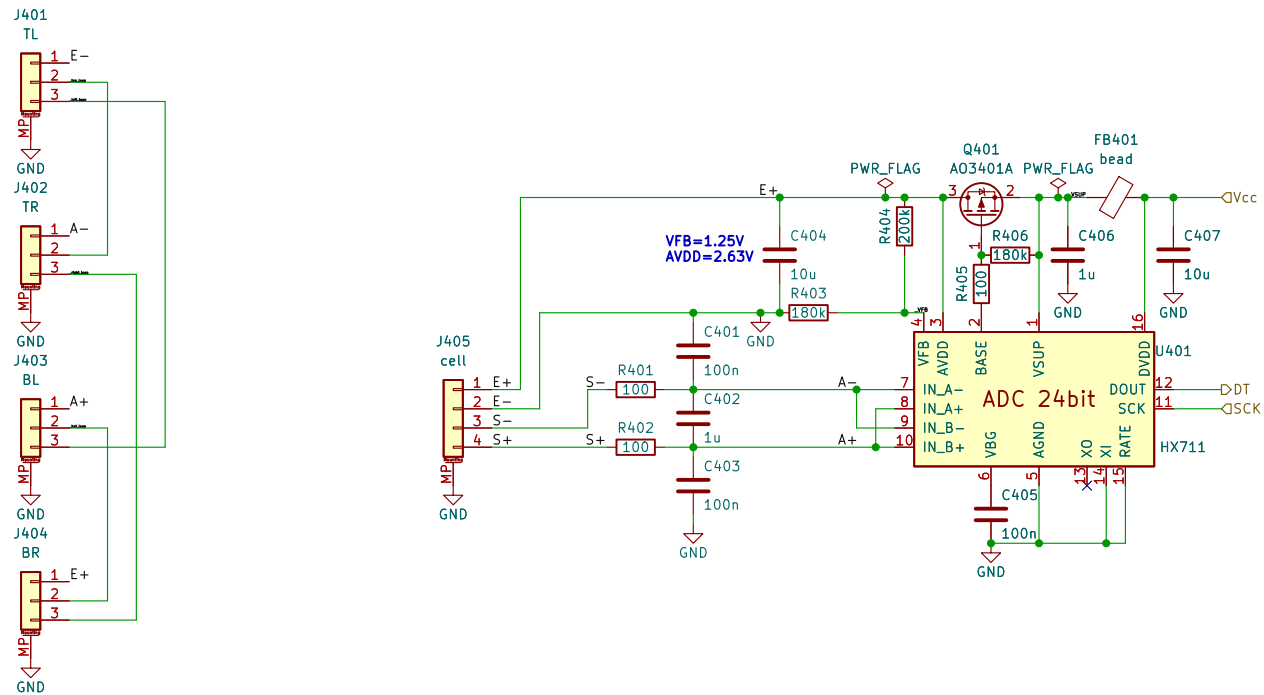 J401
TL
1 E-
2
3
MP
GND
J402
TR
1 A-
2
3
MP
GND
J403
BL
1 A+
2
3
MP
GND
J404
BR
1 E+
2
3
MP
GND
J405
cell
1 E+
2 E-
3 S-
4 S+
MP
GND
E+
VFB=1.25V
AVDD=2.63V
C404
10u
R403
180k
GND
PWR_FLAG
R404
200k
Q401
AO3401A
3
2
1
PWR_FLAG
R406
180k
R405
100
VSUP
FB401
bead
C406
1u
GND
C407
10u
GND
Vcc
C401
100n
S-
R401
100
C402
1u
S+
R402
100
C403
100n
GND
A-
A+
VFB
4
3
2
1
16
VFB
AVDD
BASE
VSUP
DVDD
U401
7 IN_A-
8 IN_A+
9 IN_B-
10 IN_B+
ADC 24bit
DOUT 12 DT
SCK 11 SCK
HX711
VBG
AGND
XO
XI
RATE
6
5
13
14
15
C405
100n
GND